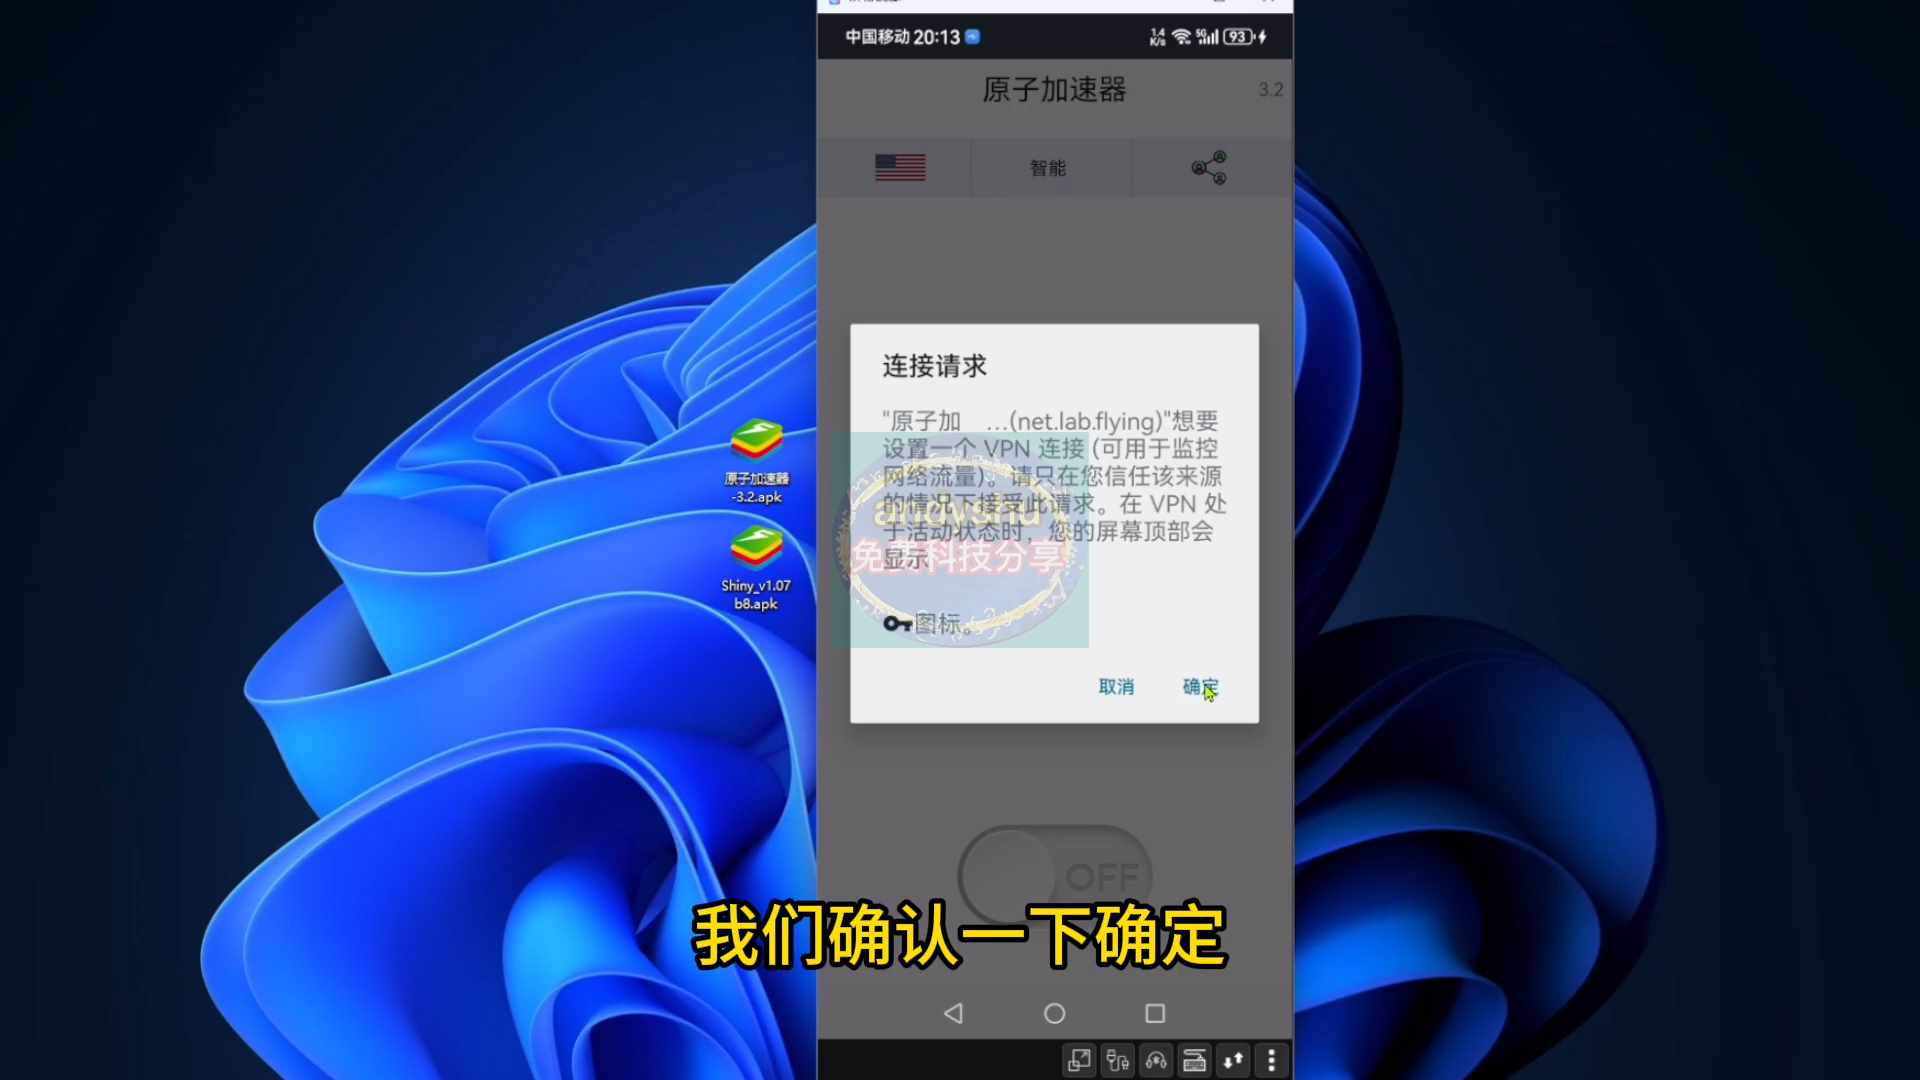 中国移动 20:13
1.4
K/s
5G
93
原子加速器
3.2
智能
连接请求
"原子加 …(net.lab.flying)"想要
设置一个 VPN 连接 (可用于监控
网络流量)。请只在您信任该来源
的情况下接受此请求。在 VPN 处
于活动状态时，您的屏幕顶部会
显示
图标。
andyshu
免费科技分享
取消
确定
原子加速器
-3.2.apk
Shiny_v1.07
b8.apk
OFF
我们确认一下确定